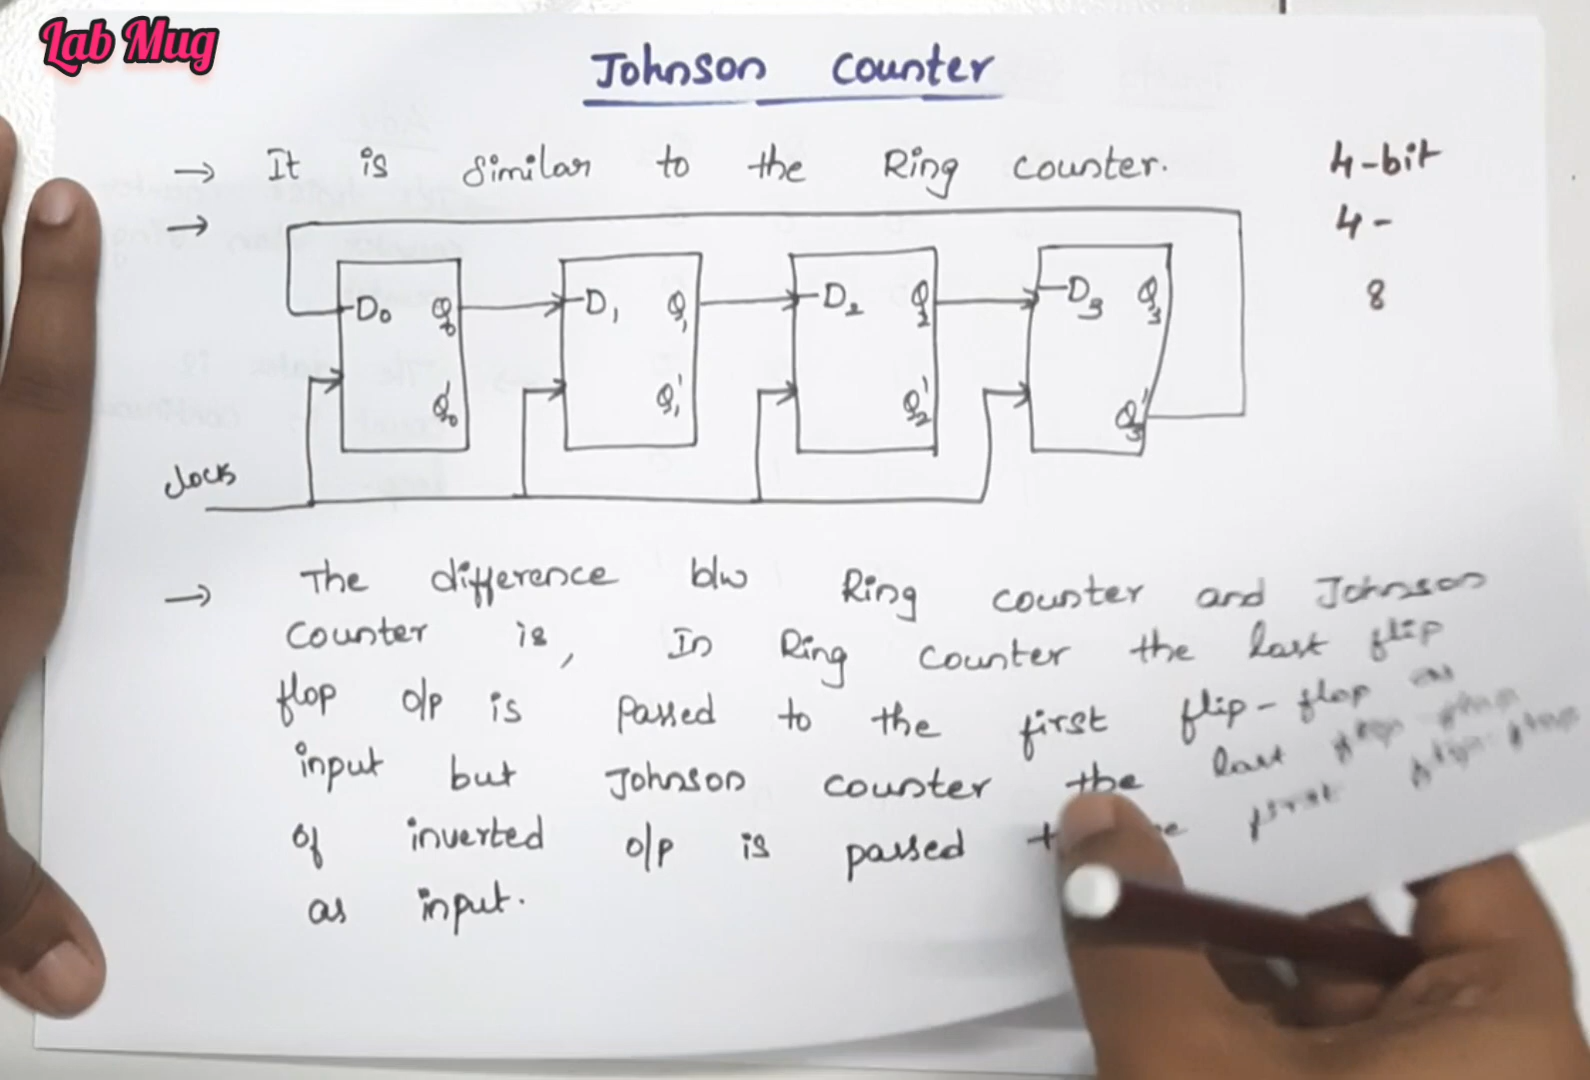 Lab Mug
Johnson Counter
→ It is similar to the Ring counter.
4-bit
→
4 -
8
D₀ Q₀ D₁ Q₁ D₂ Q₂ D₃ Q₃
Q₀' Q₁' Q₂' Q₃'
clock
→ The difference b/w Ring counter and Johnson
counter is, In Ring counter the last flip
flop o/p is passed to the first flip-flop as
input but Johnson counter the last
of inverted o/p is passed first
as input.